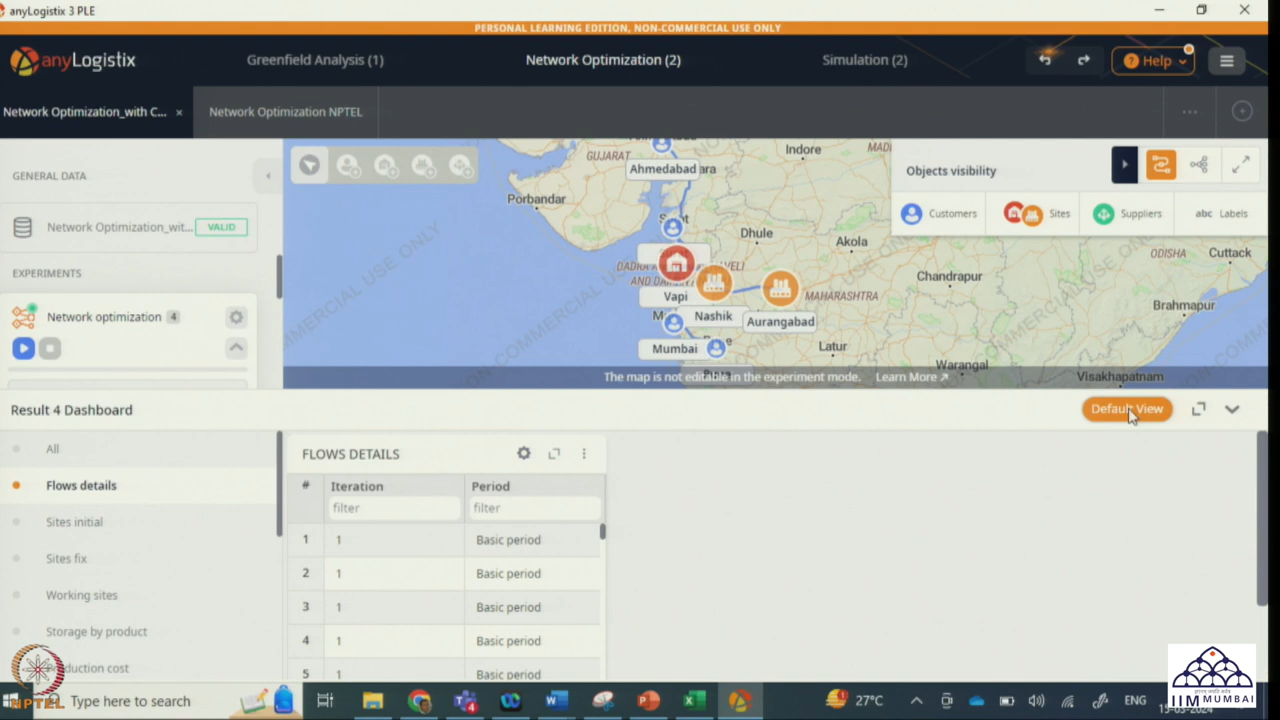 anyLogistix 3 PLE
PERSONAL LEARNING EDITION, NON-COMMERCIAL USE ONLY
anyLogistix
Greenfield Analysis (1)
Network Optimization (2)
Simulation (2)
Help
Network Optimization_with C...
Network Optimization NPTEL
GENERAL DATA
Network Optimization_wit...
VALID
EXPERIMENTS
Network optimization 4
Objects visibility
Customers
Sites
Suppliers
abc Labels
GUJARAT
Ahmedabad
Indore
Porbandar
Dhule
Akola
Chandrapur
ODISHA
Cuttack
Brahmapur
MAHARASHTRA
Vapi
Nashik
Aurangabad
Mumbai
Latur
Warangal
Visakhapatnam
The map is not editable in the experiment mode. Learn More
Result 4 Dashboard
Default View
All
Flows details
Sites initial
Sites fix
Working sites
Storage by product
FLOWS DETAILS
# Iteration Period
filter filter
1 1 Basic period
2 1 Basic period
3 1 Basic period
4 1 Basic period
5 1 Basic period
NPTEL
Type here to search
27°C
ENG
IIM MUMBAI